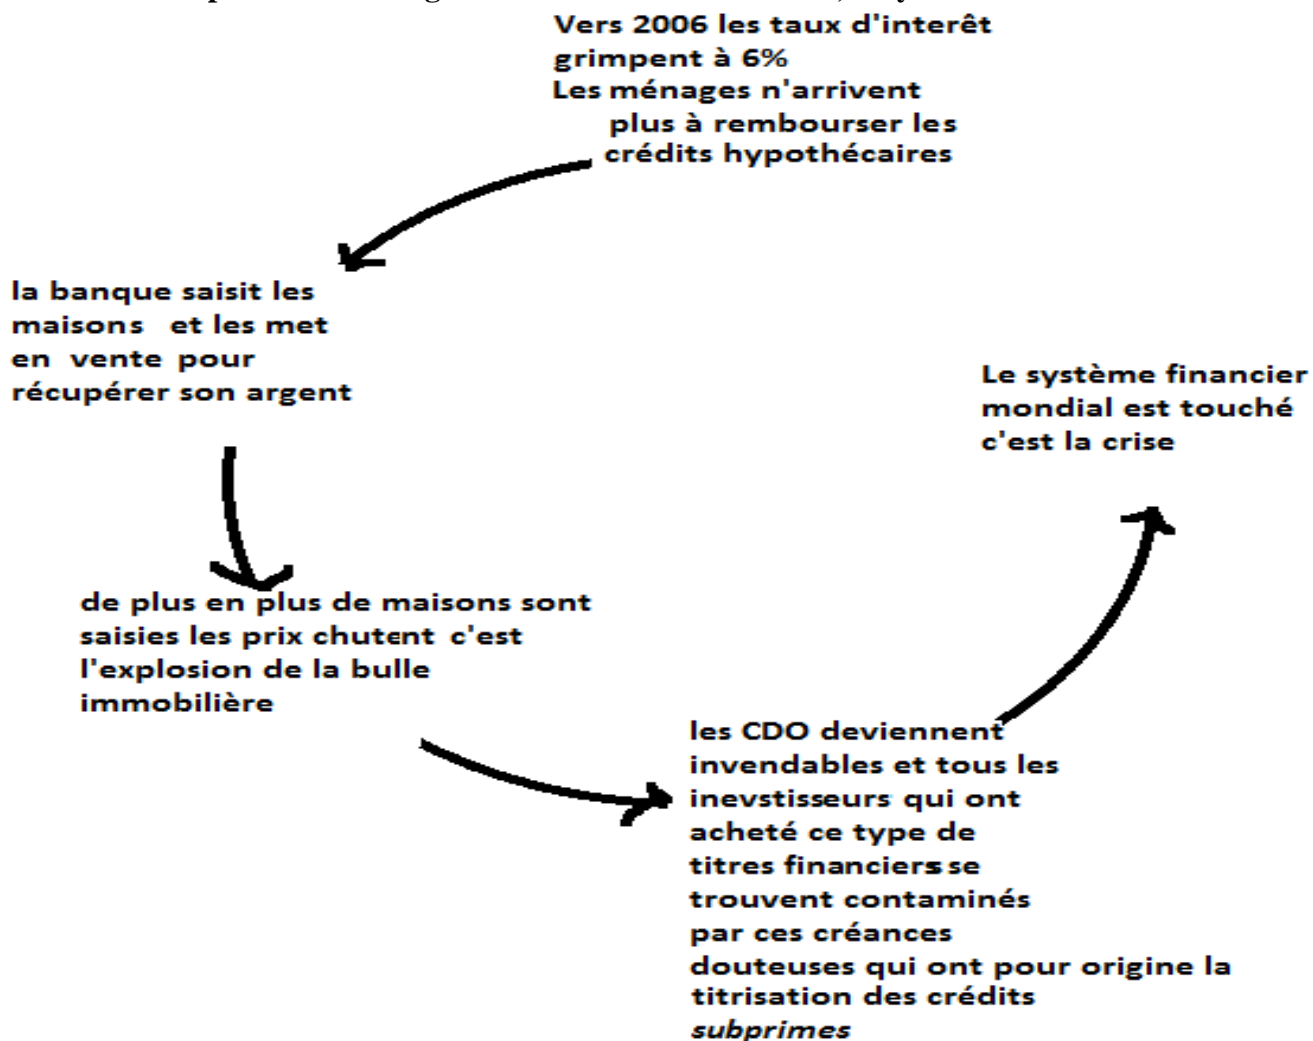 Vers 2006 les taux d'interêt
grimpent à 6%
Les ménages n'arrivent
plus à rembourser les
crédits hypothécaires
la banque saisit les
maisons et les met
en vente pour
récupérer son argent
de plus en plus de maisons sont
saisies les prix chutent c'est
l'explosion de la bulle
immobilière
les CDO deviennent
invendables et tous les
inevstisseurs qui ont
acheté ce type de
titres financiers se
trouvent contaminés
par ces créances
douteuses qui ont pour origine la
titrisation des crédits
subprimes
Le système financier
mondial est touché
c'est la crise